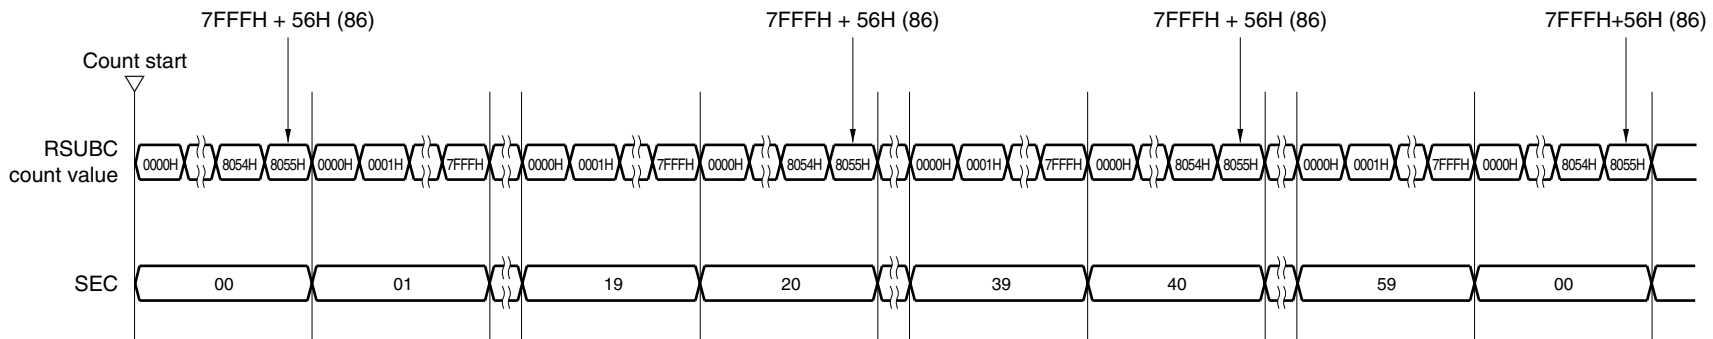 7FFFH + 56H (86) 7FFFH + 56H (86) 7FFFH + 56H (86) 7FFFH+56H (86)
Count start
RSUBC
count value
0000H 8054H 8055H 0000H 0001H 7FFFH 0000H 0001H 7FFFH 0000H 8054H 8055H 0000H 0001H 7FFFH 0000H 8054H 8055H 0000H 0001H 7FFFH 0000H 8054H 8055H
SEC 00 01 19 20 39 40 59 00